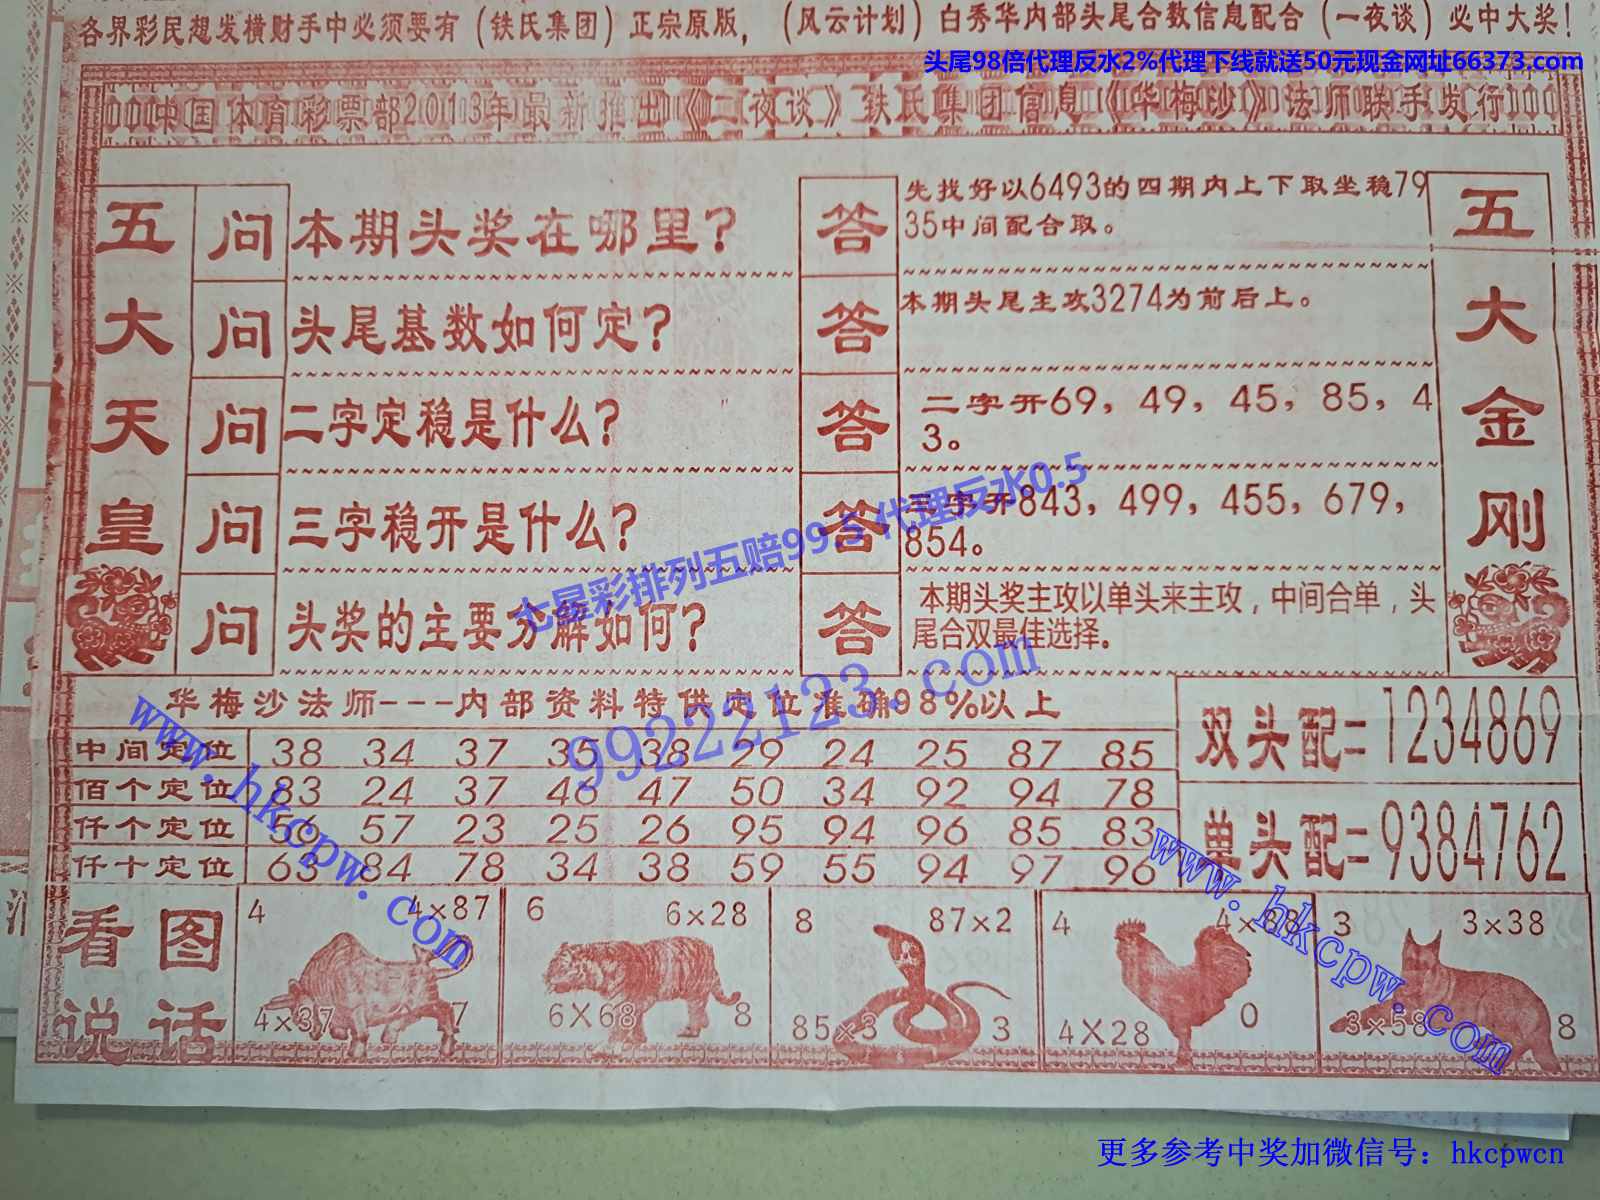 各界彩民想发横财手中必须要有（铁氏集团）正宗原版，（风云计划）白秀华内部头尾合数信息配合（一夜谈）必中大奖！
头尾98倍代理反水2%代理下线就送50元现金网址66373.com
中国体育彩票部2013年最新推出《二夜谈》铁氏集团信息《华梅沙》法师联手发行
五大天皇
问 本期头奖在哪里？
答 先找好以6493的四期内上下取坐稳79
35中间配合取。
问 头尾基数如何定？
答 本期头尾主攻3274为前后上。
问 二字定稳是什么？
答 二字开69，49，45，85，4
3。
问 三字稳开是什么？
答 三字开843，499，455，679，
854。
问 头奖的主要分解如何？
答 本期头奖主攻以单头来主攻，中间合单，头
尾合双最佳选择.
五大金刚
七星彩排列五赔99.5代理反水0.5
99222123.com
华梅沙法师---内部资料特供定位准确98%以上
中间定位 38 34 37 35 38 29 24 25 87 85
佰个定位 83 24 37 46 47 50 34 92 94 78
仟个定位 56 57 23 25 26 95 94 96 85 83
仟十定位 63 84 78 34 38 59 55 94 97 96
双头配=1234869
单头配=9384762
www.hkcpw.com
www.hkcpw.com
看图
说话
4 4×87
4×37 7
6 6×28
6X68 8
8 87×2
85×3 3
4 4×88
4X28 0
3 3×38
3×58 8
更多参考中奖加微信号：hkcpwcn